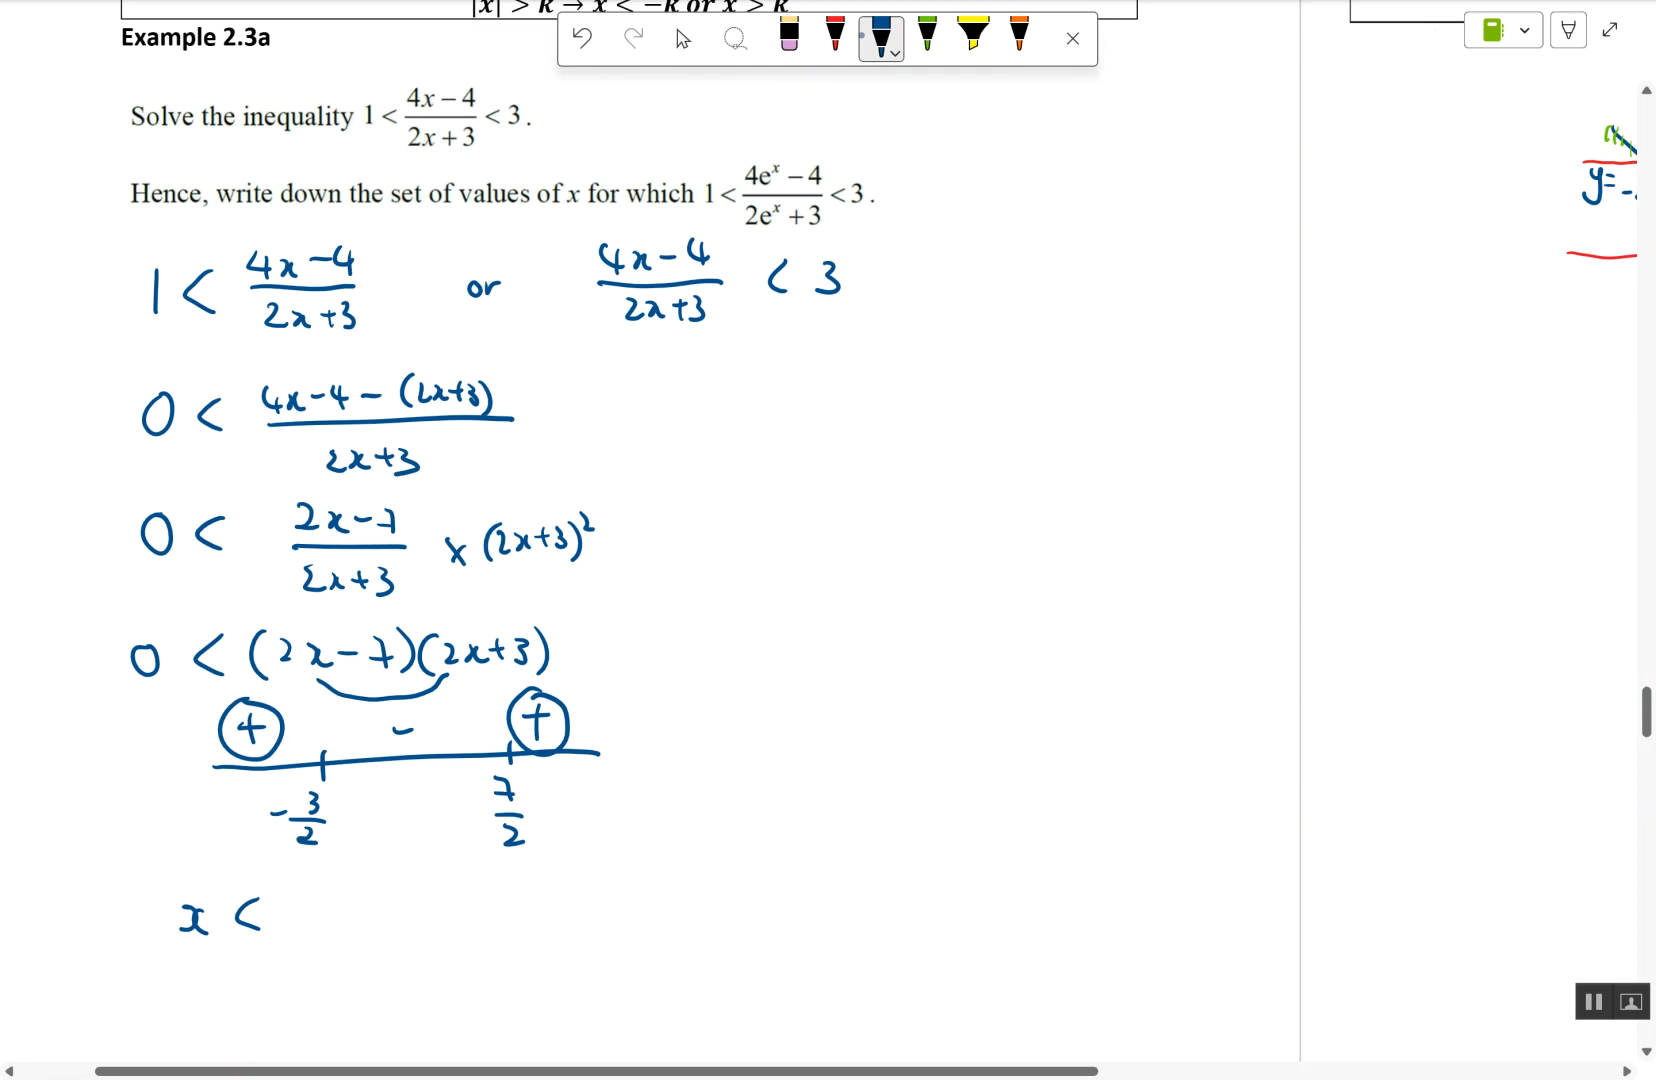 |x| > k → x < −k or x > k
Example 2.3a
Solve the inequality 1 < (4x − 4)/(2x + 3) < 3.
Hence, write down the set of values of x for which 1 < (4eˣ − 4)/(2eˣ + 3) < 3.
1 < (4x − 4)/(2x + 3) or (4x − 4)/(2x + 3) < 3
0 < (4x − 4 − (2x + 3))/(2x + 3)
0 < (2x − 7)/(2x + 3) × (2x + 3)²
0 < (2x − 7)(2x + 3)
+ − +
−3/2 7/2
x <
y = −